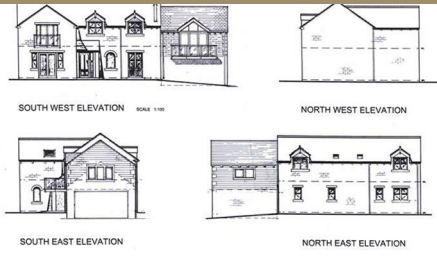 SOUTH WEST ELEVATION SCALE 1:100
NORTH WEST ELEVATION
SOUTH EAST ELEVATION
NORTH EAST ELEVATION